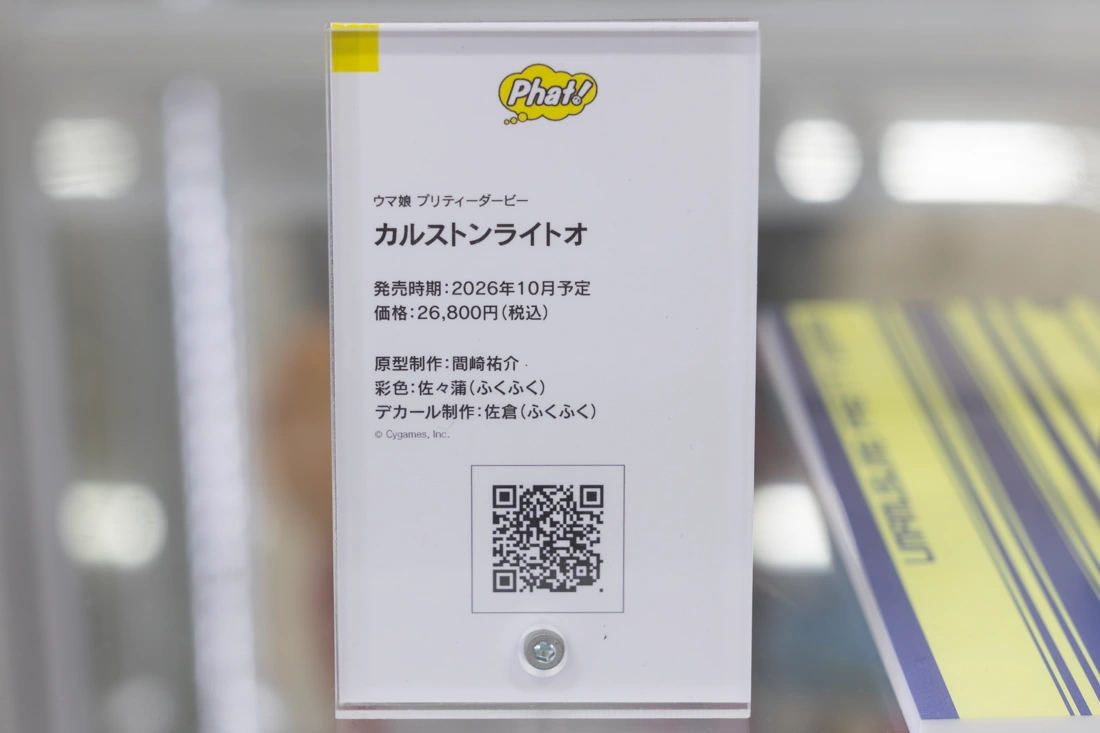 Phat!
ウマ娘 プリティーダービー
カルストンライトオ
発売時期：2026年10月予定
価格：26,800円（税込）
原型制作：間崎祐介
彩色：佐々蒲（ふくふく）
デカール制作：佐倉（ふくふく）
© Cygames, Inc.